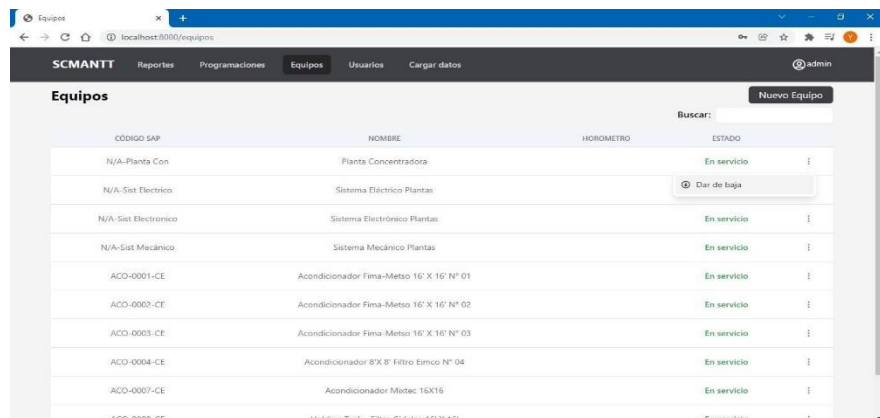 Equipos
localhost:8000/equipos
SCMANTT Reportes Programaciones Equipos Usuarios Cargar datos admin
Equipos Nuevo Equipo
Buscar:
CÓDIGO SAP NOMBRE HOROMETRO ESTADO
N/A-Planta Con Planta Concentradora En servicio
Dar de baja
N/A-Sist Electrico Sistema Eléctrico Plantas
N/A-Sist Electronico Sistema Electrónico Plantas En servicio
N/A-Sist Mecánico Sistema Mecánico Plantas En servicio
ACO-0001-CE Acondicionador Fima-Metso 16' X 16' N° 01 En servicio
ACO-0002-CE Acondicionador Fima-Metso 16' X 16' N° 02 En servicio
ACO-0003-CE Acondicionador Fima-Metso 16' X 16' N° 03 En servicio
ACO-0004-CE Acondicionador 8'X 8' Filtro Eimco N° 04 En servicio
ACO-0007-CE Acondicionador Mixtec 16X16 En servicio